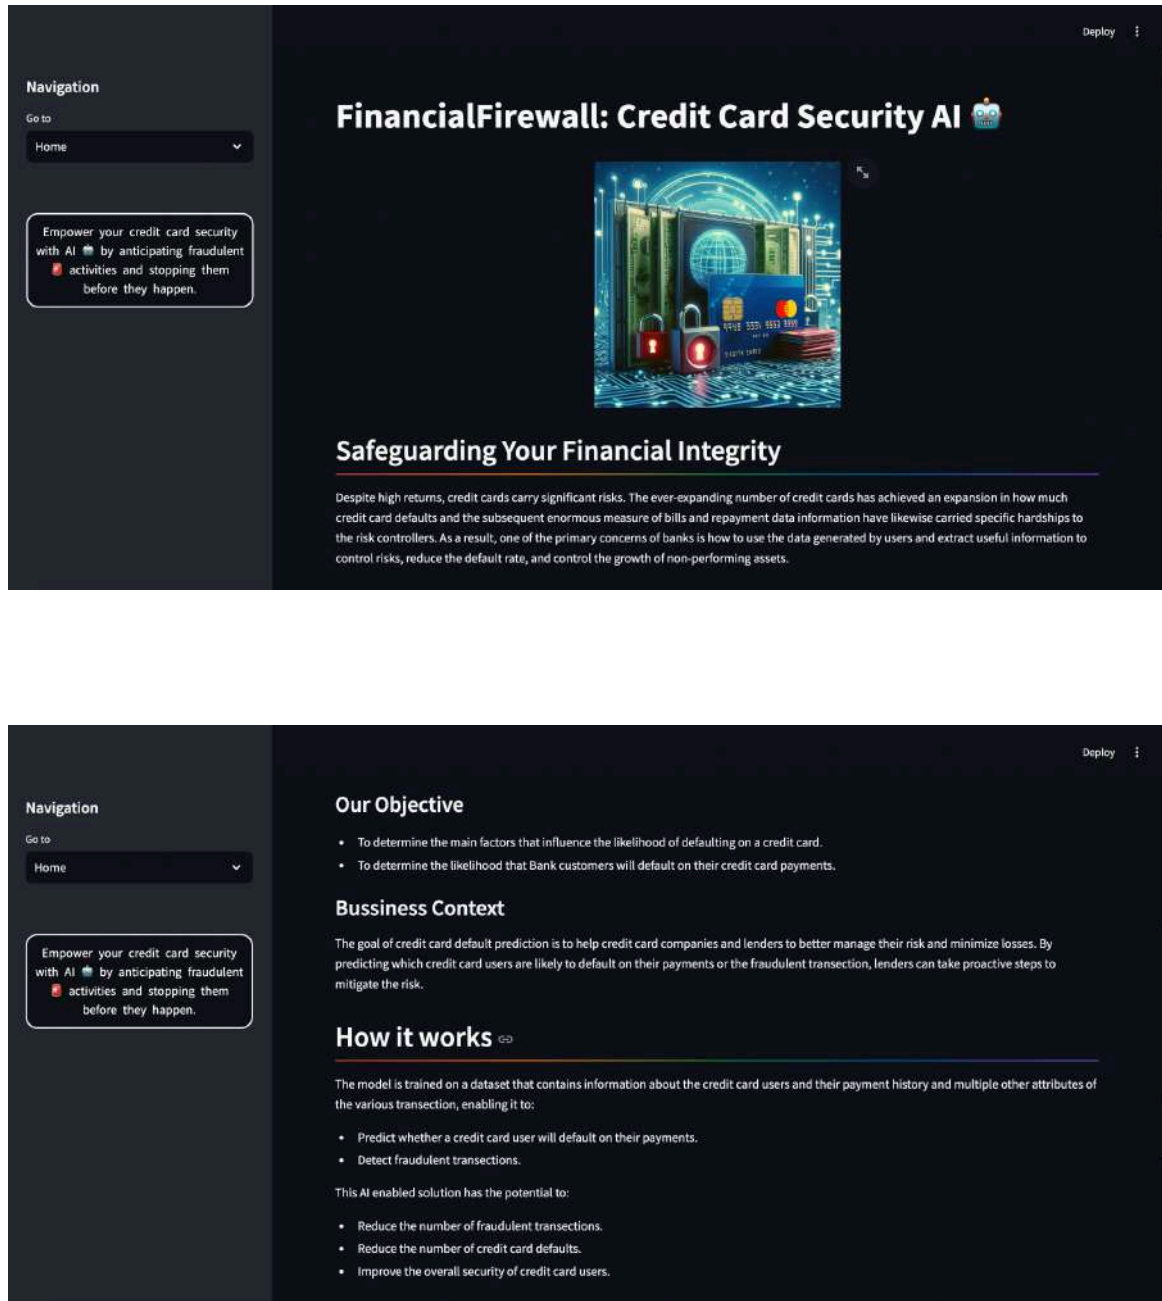 Deploy
Navigation
Go to
Home
Empower your credit card security
with AI 🤖 by anticipating fraudulent
🚨 activities and stopping them
before they happen.
FinancialFirewall: Credit Card Security AI 🤖
Safeguarding Your Financial Integrity
Despite high returns, credit cards carry significant risks. The ever-expanding number of credit cards has achieved an expansion in how much
credit card defaults and the subsequent enormous measure of bills and repayment data information have likewise carried specific hardships to
the risk controllers. As a result, one of the primary concerns of banks is how to use the data generated by users and extract useful information to
control risks, reduce the default rate, and control the growth of non-performing assets.
Deploy
Navigation
Go to
Home
Empower your credit card security
with AI 🤖 by anticipating fraudulent
🚨 activities and stopping them
before they happen.
Our Objective
• To determine the main factors that influence the likelihood of defaulting on a credit card.
• To determine the likelihood that Bank customers will default on their credit card payments.
Bussiness Context
The goal of credit card default prediction is to help credit card companies and lenders to better manage their risk and minimize losses. By
predicting which credit card users are likely to default on their payments or the fraudulent transaction, lenders can take proactive steps to
mitigate the risk.
How it works
The model is trained on a dataset that contains information about the credit card users and their payment history and multiple other attributes of
the various transection, enabling it to:
• Predict whether a credit card user will default on their payments.
• Detect fraudulent transactions.
This AI enabled solution has the potential to:
• Reduce the number of fraudulent transections.
• Reduce the number of credit card defaults.
• Improve the overall security of credit card users.